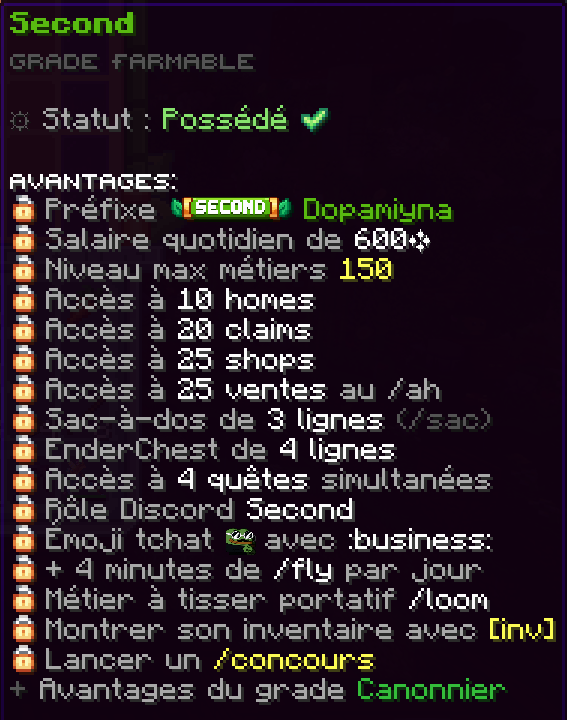 Second
GRADE FARMABLE
Statut : Possédé ✔
AVANTAGES:
Préfixe [SECOND] Dopamiyna
Salaire quotidien de 600
Niveau max métiers 150
Accès à 10 homes
Accès à 20 claims
Accès à 25 shops
Accès à 25 ventes au /ah
Sac-à-dos de 3 lignes (/sac)
EnderChest de 4 lignes
Accès à 4 quêtes simultanées
Rôle Discord Second
Émoji tchat avec :business:
+ 4 minutes de /fly par jour
Métier à tisser portatif /loom
Montrer son inventaire avec [inv]
Lancer un /concours
+ Avantages du grade Canonnier